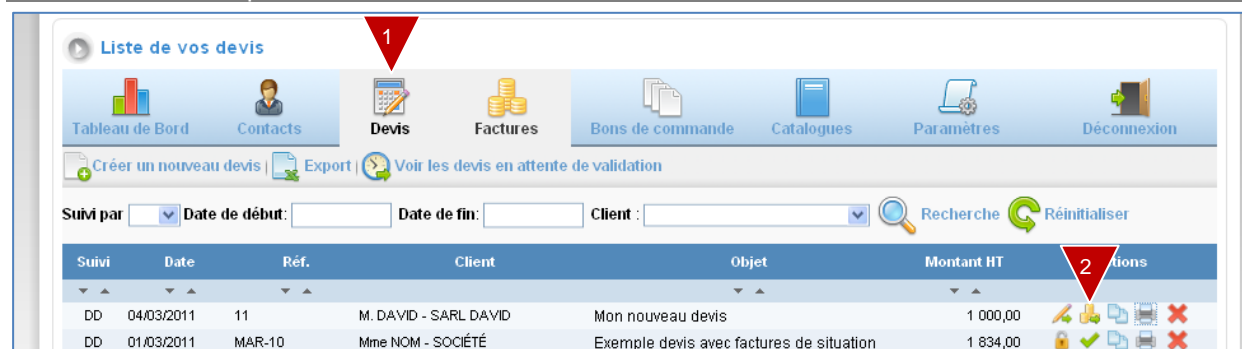 1
Liste de vos devis
Tableau de Bord Contacts Devis Factures Bons de commande Catalogues Paramètres Déconnexion
Créer un nouveau devis | Export | Voir les devis en attente de validation
Suivi par Date de début: Date de fin: Client : Recherche Réinitialiser
Suivi Date Réf. Client Objet Montant HT 2 tions
DD 04/03/2011 11 M. DAVID - SARL DAVID Mon nouveau devis 1 000,00
DD 01/03/2011 MAR-10 Mme NOM - SOCIÉTÉ Exemple devis avec factures de situation 1 834,00